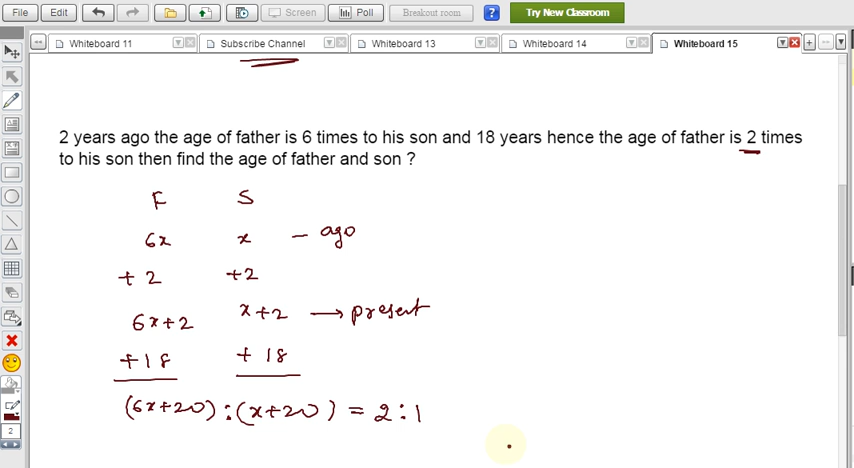 File Edit Screen Poll Breakout room ? Try New Classroom
Whiteboard 11 Subscribe Channel Whiteboard 13 Whiteboard 14 Whiteboard 15
2 years ago the age of father is 6 times to his son and 18 years hence the age of father is 2 times
to his son then find the age of father and son ?
F S
6x x - ago
+ 2 +2
6x+2 x+2 → present
+18 + 18
(6x+20) : (x+20) = 2 : 1
2